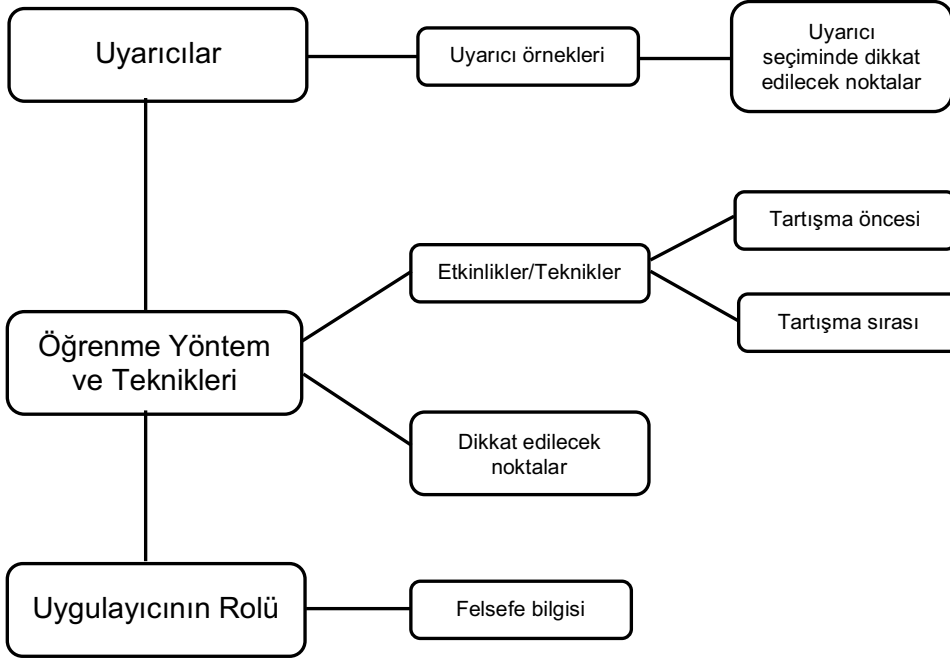 Uyarıcılar
Uyarıcı örnekleri
Uyarıcı
seçiminde dikkat
edilecek noktalar
Tartışma öncesi
Etkinlikler/Teknikler
Tartışma sırası
Öğrenme Yöntem
ve Teknikleri
Dikkat edilecek
noktalar
Uygulayıcının Rolü
Felsefe bilgisi